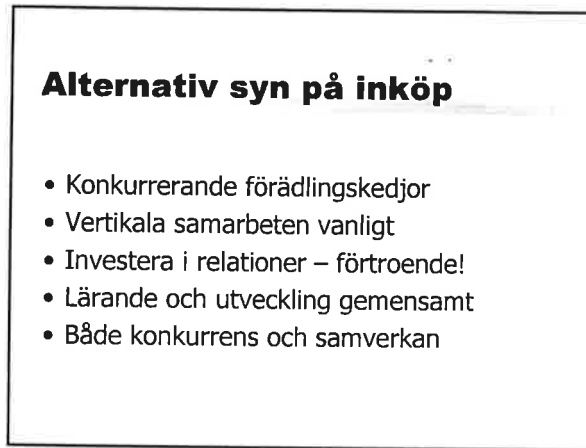 Alternativ syn på inköp
• Konkurrerande förädlingskedjor
• Vertikala samarbeten vanligt
• Investera i relationer – förtroende!
• Lärande och utveckling gemensamt
• Både konkurrens och samverkan